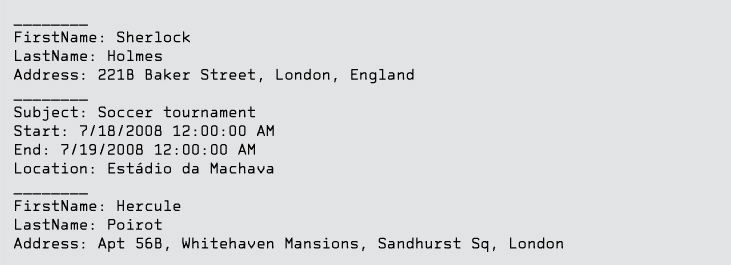 ________
FirstName: Sherlock
LastName: Holmes
Address: 221B Baker Street, London, England
________
Subject: Soccer tournament
Start: 7/18/2008 12:00:00 AM
End: 7/19/2008 12:00:00 AM
Location: Estádio da Machava
________
FirstName: Hercule
LastName: Poirot
Address: Apt 56B, Whitehaven Mansions, Sandhurst Sq, London